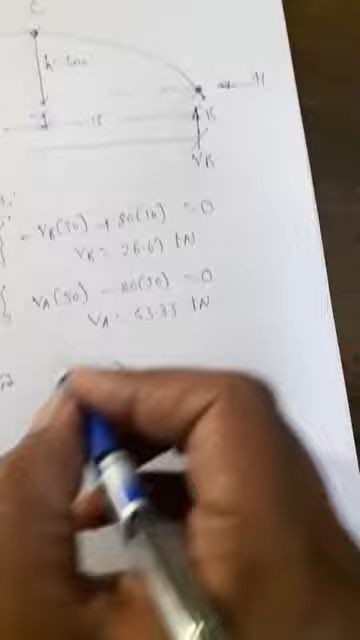 C
15
H
B
VB
- VB(30) + 80(10) = 0
VB = 26.67 kN
VA(30) - 80(20) = 0
VA = 53.33 kN